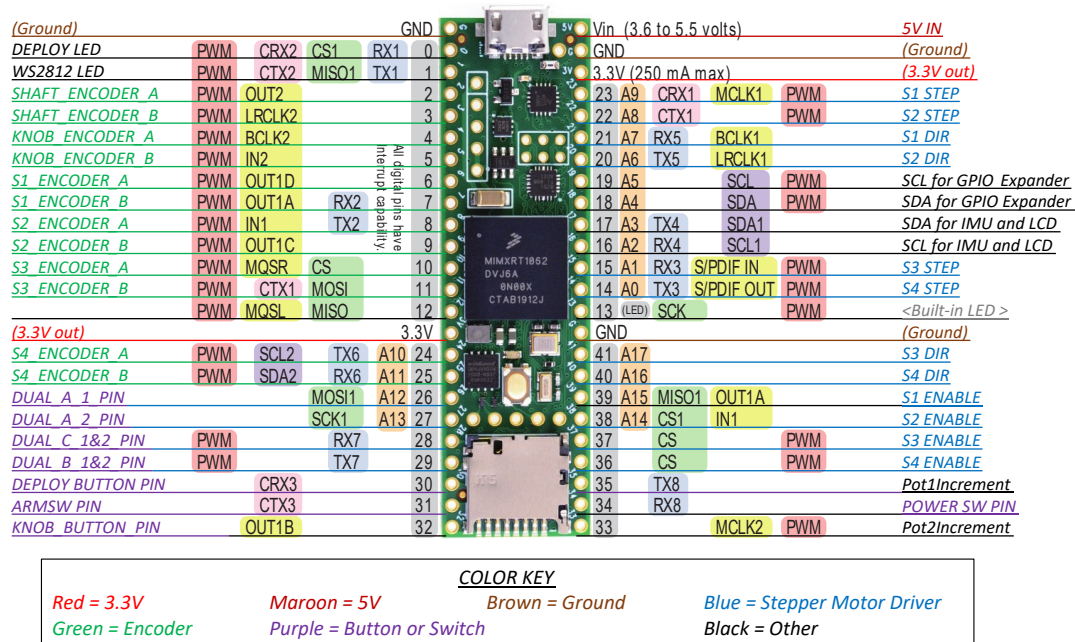 (Ground) GND Vin (3.6 to 5.5 volts) 5V IN
DEPLOY LED PWM CRX2 CS1 RX1 0 GND (Ground)
WS2812 LED PWM CTX2 MISO1 TX1 1 3.3V (250 mA max) (3.3V out)
SHAFT_ENCODER_A PWM OUT2 2 23 A9 CRX1 MCLK1 PWM S1 STEP
SHAFT_ENCODER_B PWM LRCLK2 3 22 A8 CTX1 PWM S2 STEP
KNOB_ENCODER_A PWM BCLK2 4 21 A7 RX5 BCLK1 S1 DIR
KNOB_ENCODER_B PWM IN2 5 20 A6 TX5 LRCLK1 S2 DIR
S1_ENCODER_A PWM OUT1D 6 19 A5 SCL PWM SCL for GPIO Expander
S1_ENCODER_B PWM OUT1A RX2 7 18 A4 SDA PWM SDA for GPIO Expander
S2_ENCODER_A PWM IN1 TX2 8 17 A3 TX4 SDA1 SDA for IMU and LCD
S2_ENCODER_B PWM OUT1C 9 16 A2 RX4 SCL1 SCL for IMU and LCD
S3_ENCODER_A PWM MQSR CS 10 15 A1 RX3 S/PDIF IN PWM S3 STEP
S3_ENCODER_B PWM CTX1 MOSI 11 14 A0 TX3 S/PDIF OUT PWM S4 STEP
PWM MQSL MISO 12 13 (LED) SCK PWM <Built-in LED >
(3.3V out) 3.3V GND (Ground)
S4_ENCODER_A PWM SCL2 TX6 A10 24 41 A17 S3 DIR
S4_ENCODER_B PWM SDA2 RX6 A11 25 40 A16 S4 DIR
DUAL_A_1_PIN MOSI1 A12 26 39 A15 MISO1 OUT1A S1 ENABLE
DUAL_A_2_PIN SCK1 A13 27 38 A14 CS1 IN1 S2 ENABLE
DUAL_C_1&2_PIN PWM RX7 28 37 CS PWM S3 ENABLE
DUAL_B_1&2_PIN PWM TX7 29 36 CS PWM S4 ENABLE
DEPLOY BUTTON PIN CRX3 30 35 TX8 Pot1Increment
ARMSW PIN CTX3 31 34 RX8 POWER SW PIN
KNOB_BUTTON_PIN OUT1B 32 33 MCLK2 PWM Pot2Increment
All digital pins have
Interrupt capability.
MIMXRT1062
DVJ6A
0N00X
CTAB1912J
COLOR KEY
Red = 3.3V Maroon = 5V Brown = Ground Blue = Stepper Motor Driver
Green = Encoder Purple = Button or Switch Black = Other